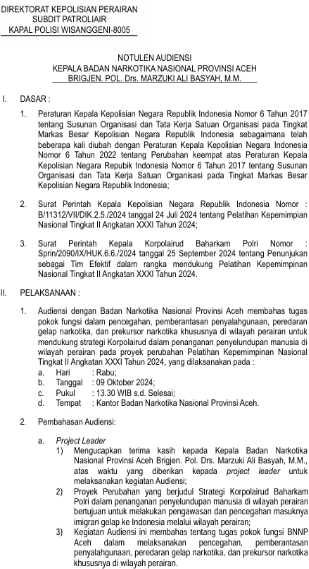 DIREKTORAT KEPOLISIAN PERAIRAN
SUBDIT PATROLIAIR
KAPAL POLISI WISANGGENI-8005
NOTULEN AUDIENSI
KEPALA BADAN NARKOTIKA NASIONAL PROVINSI ACEH
BRIGJEN. POL. Drs. MARZUKI ALI BASYAH, M.M.
I. DASAR :
1. Peraturan Kepala Kepolisian Negara Republik Indonesia Nomor 6 Tahun 2017
tentang Susunan Organisasi dan Tata Kerja Satuan Organisasi pada Tingkat
Markas Besar Kepolisian Negara Republik Indonesia sebagaimana telah
beberapa kali diubah dengan Peraturan Kepala Kepolisian Negara Indonesia
Nomor 6 Tahun 2022 tentang Perubahan keempat atas Peraturan Kepala
Kepolisian Negara Republik Indonesia Nomor 6 Tahun 2017 tentang Susunan
Organisasi dan Tata Kerja Satuan Organisasi pada Tingkat Markas Besar
Kepolisian Negara Republik Indonesia;
2. Surat Perintah Kepala Kepolisian Negara Republik Indonesia Nomor :
B/11312/VII/DIK.2.5./2024 tanggal 24 Juli 2024 tentang Pelatihan Kepemimpian
Nasional Tingkat II Angkatan XXXI Tahun 2024;
3. Surat Perintah Kepala Korpolairud Baharkam Polri Nomor :
Sprin/2090/IX/HUK.6.6./2024 tanggal 25 September 2024 tentang Penunjukan
sebagai Tim Efektif dalam rangka mendukung Pelatihan Kepemimpinan
Nasional Tingkat II Angkatan XXXI Tahun 2024.
II. PELAKSANAAN :
1. Audiensi dengan Badan Narkotika Nasional Provinsi Aceh membahas tugas
pokok fungsi dalam pencegahan, pemberantasan penyalahgunaan, peredaran
gelap narkotika, dan prekursor narkotika khususnya di wilayah perairan untuk
mendukung strategi Korpolairud dalam penanganan penyelundupan manusia di
wilayah perairan pada proyek perubahan Pelatihan Kepemimpinan Nasional
Tingkat II Angkatan XXXI Tahun 2024, yang dilaksanakan pada :
a. Hari : Rabu;
b. Tanggal : 09 Oktober 2024;
c. Pukul : 13.30 WIB s.d. Selesai;
d. Tempat : Kantor Badan Narkotika Nasional Provinsi Aceh.
2. Pembahasan Audiensi:
a. Project Leader
1) Mengucapkan terima kasih kepada Kepala Badan Narkotika
Nasional Provinsi Aceh Brigjen. Pol. Drs. Marzuki Ali Basyah, M.M.,
atas waktu yang diberikan kepada project leader untuk
melaksanakan kegiatan Audiensi;
2) Proyek Perubahan yang berjudul Strategi Korpolairud Baharkam
Polri dalam penanganan penyelundupan manusia di wilayah perairan
bertujuan untuk melakukan pengawasan dan pencegahan masuknya
imigran gelap ke Indonesia melalui wilayah perairan;
3) Kegiatan Audiensi ini membahas tentang tugas pokok fungsi BNNP
Aceh dalam melaksanakan pencegahan, pemberantasan
penyalahgunaan, peredaran gelap narkotika, dan prekursor narkotika
khususnya di wilayah perairan.